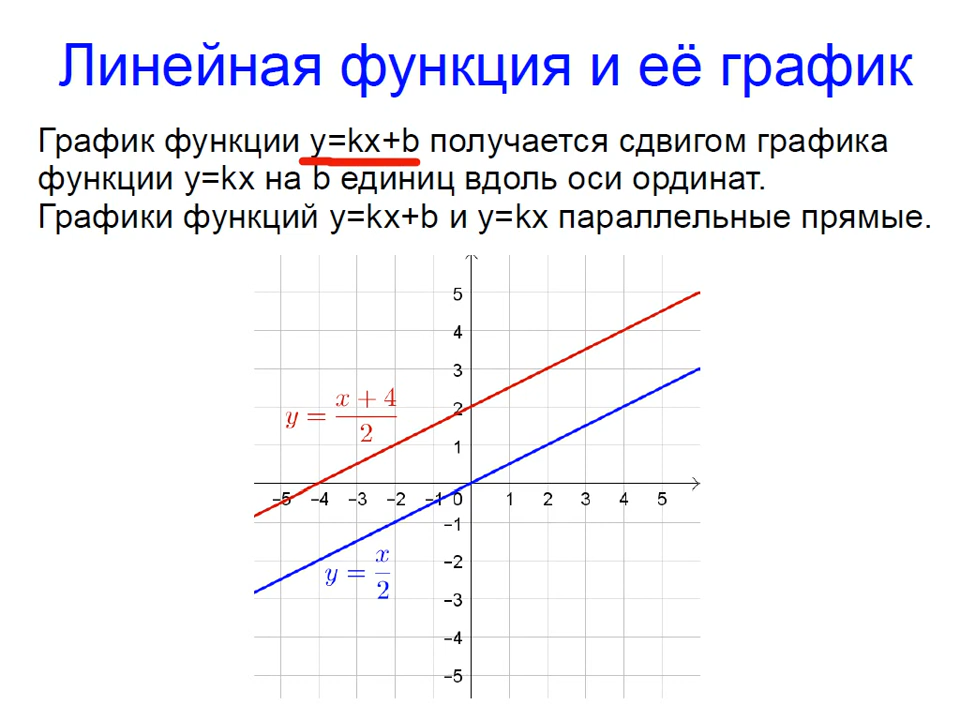 Линейная функция и её график
График функции y=kx+b получается сдвигом графика
функции y=kx на b единиц вдоль оси ординат.
Графики функций y=kx+b и y=kx параллельные прямые.
5
4
3
y = \frac{x + 4}{2}
2
1
−5 −4 −3 −2 −1 0 1 2 3 4 5
−1
y = \frac{x}{2}
−2
−3
−4
−5